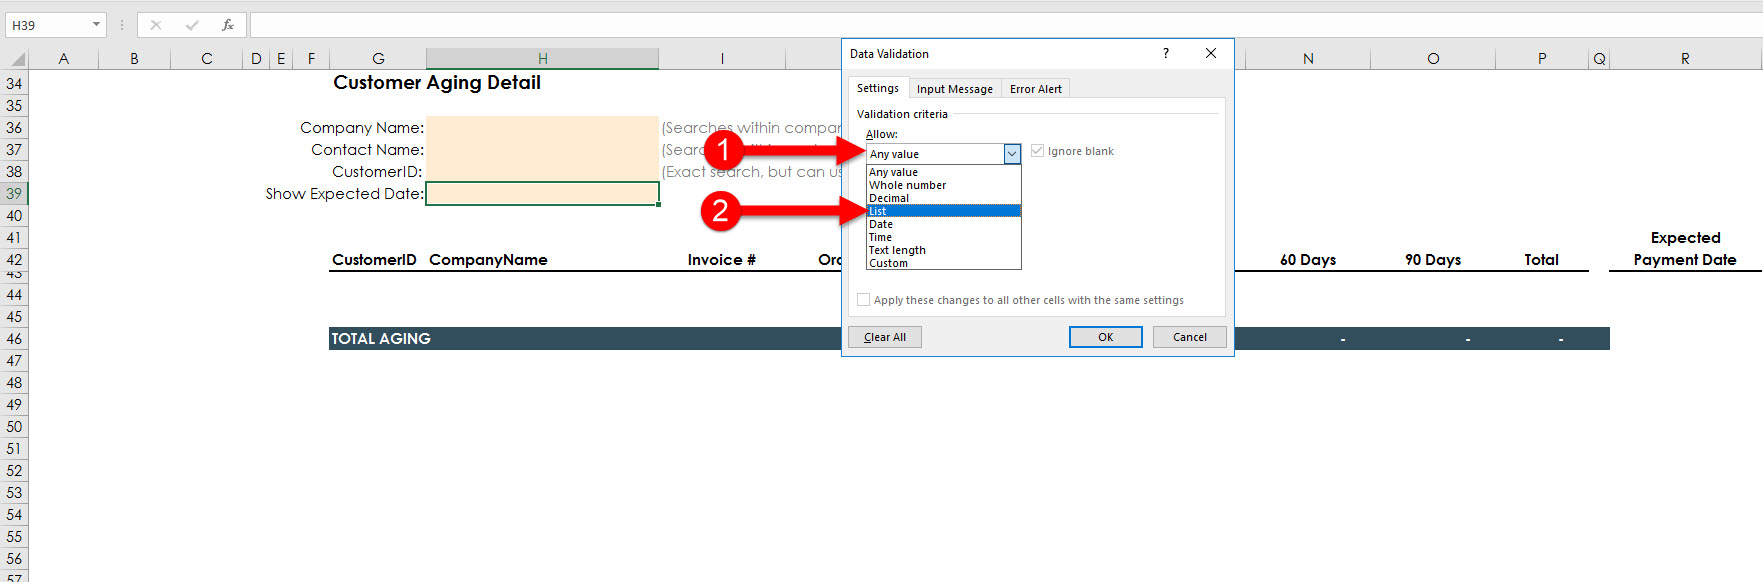 H39
fx
A B C D E F G H I N O P Q R
Data Validation ?
Settings Input Message Error Alert
Validation criteria
Allow:
Any value
Ignore blank
Any value
Whole number
Decimal
List
Date
Time
Text length
Custom
Apply these changes to all other cells with the same settings
Clear All OK Cancel
1
2
34 Customer Aging Detail
35
36 Company Name: (Searches within compan
37 Contact Name: (Sear
38 CustomerID: (Exact search, but can us
39 Show Expected Date:
40
41 Expected
42 CustomerID CompanyName Invoice # Ord 60 Days 90 Days Total Payment Date
43
44
45
46 TOTAL AGING - - -
47
48
49
50
51
52
53
54
55
56
57